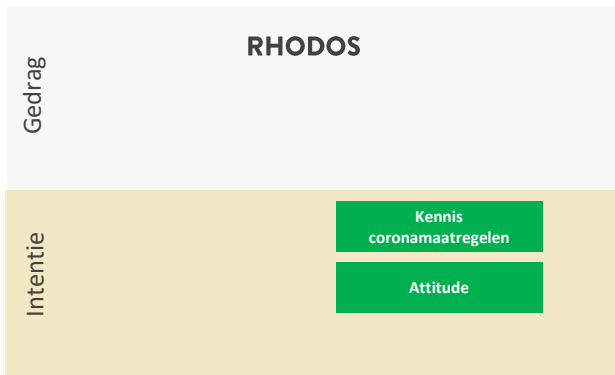 RHODOS
Gedrag
Kennis
coronamaatregelen
Attitude
Intentie